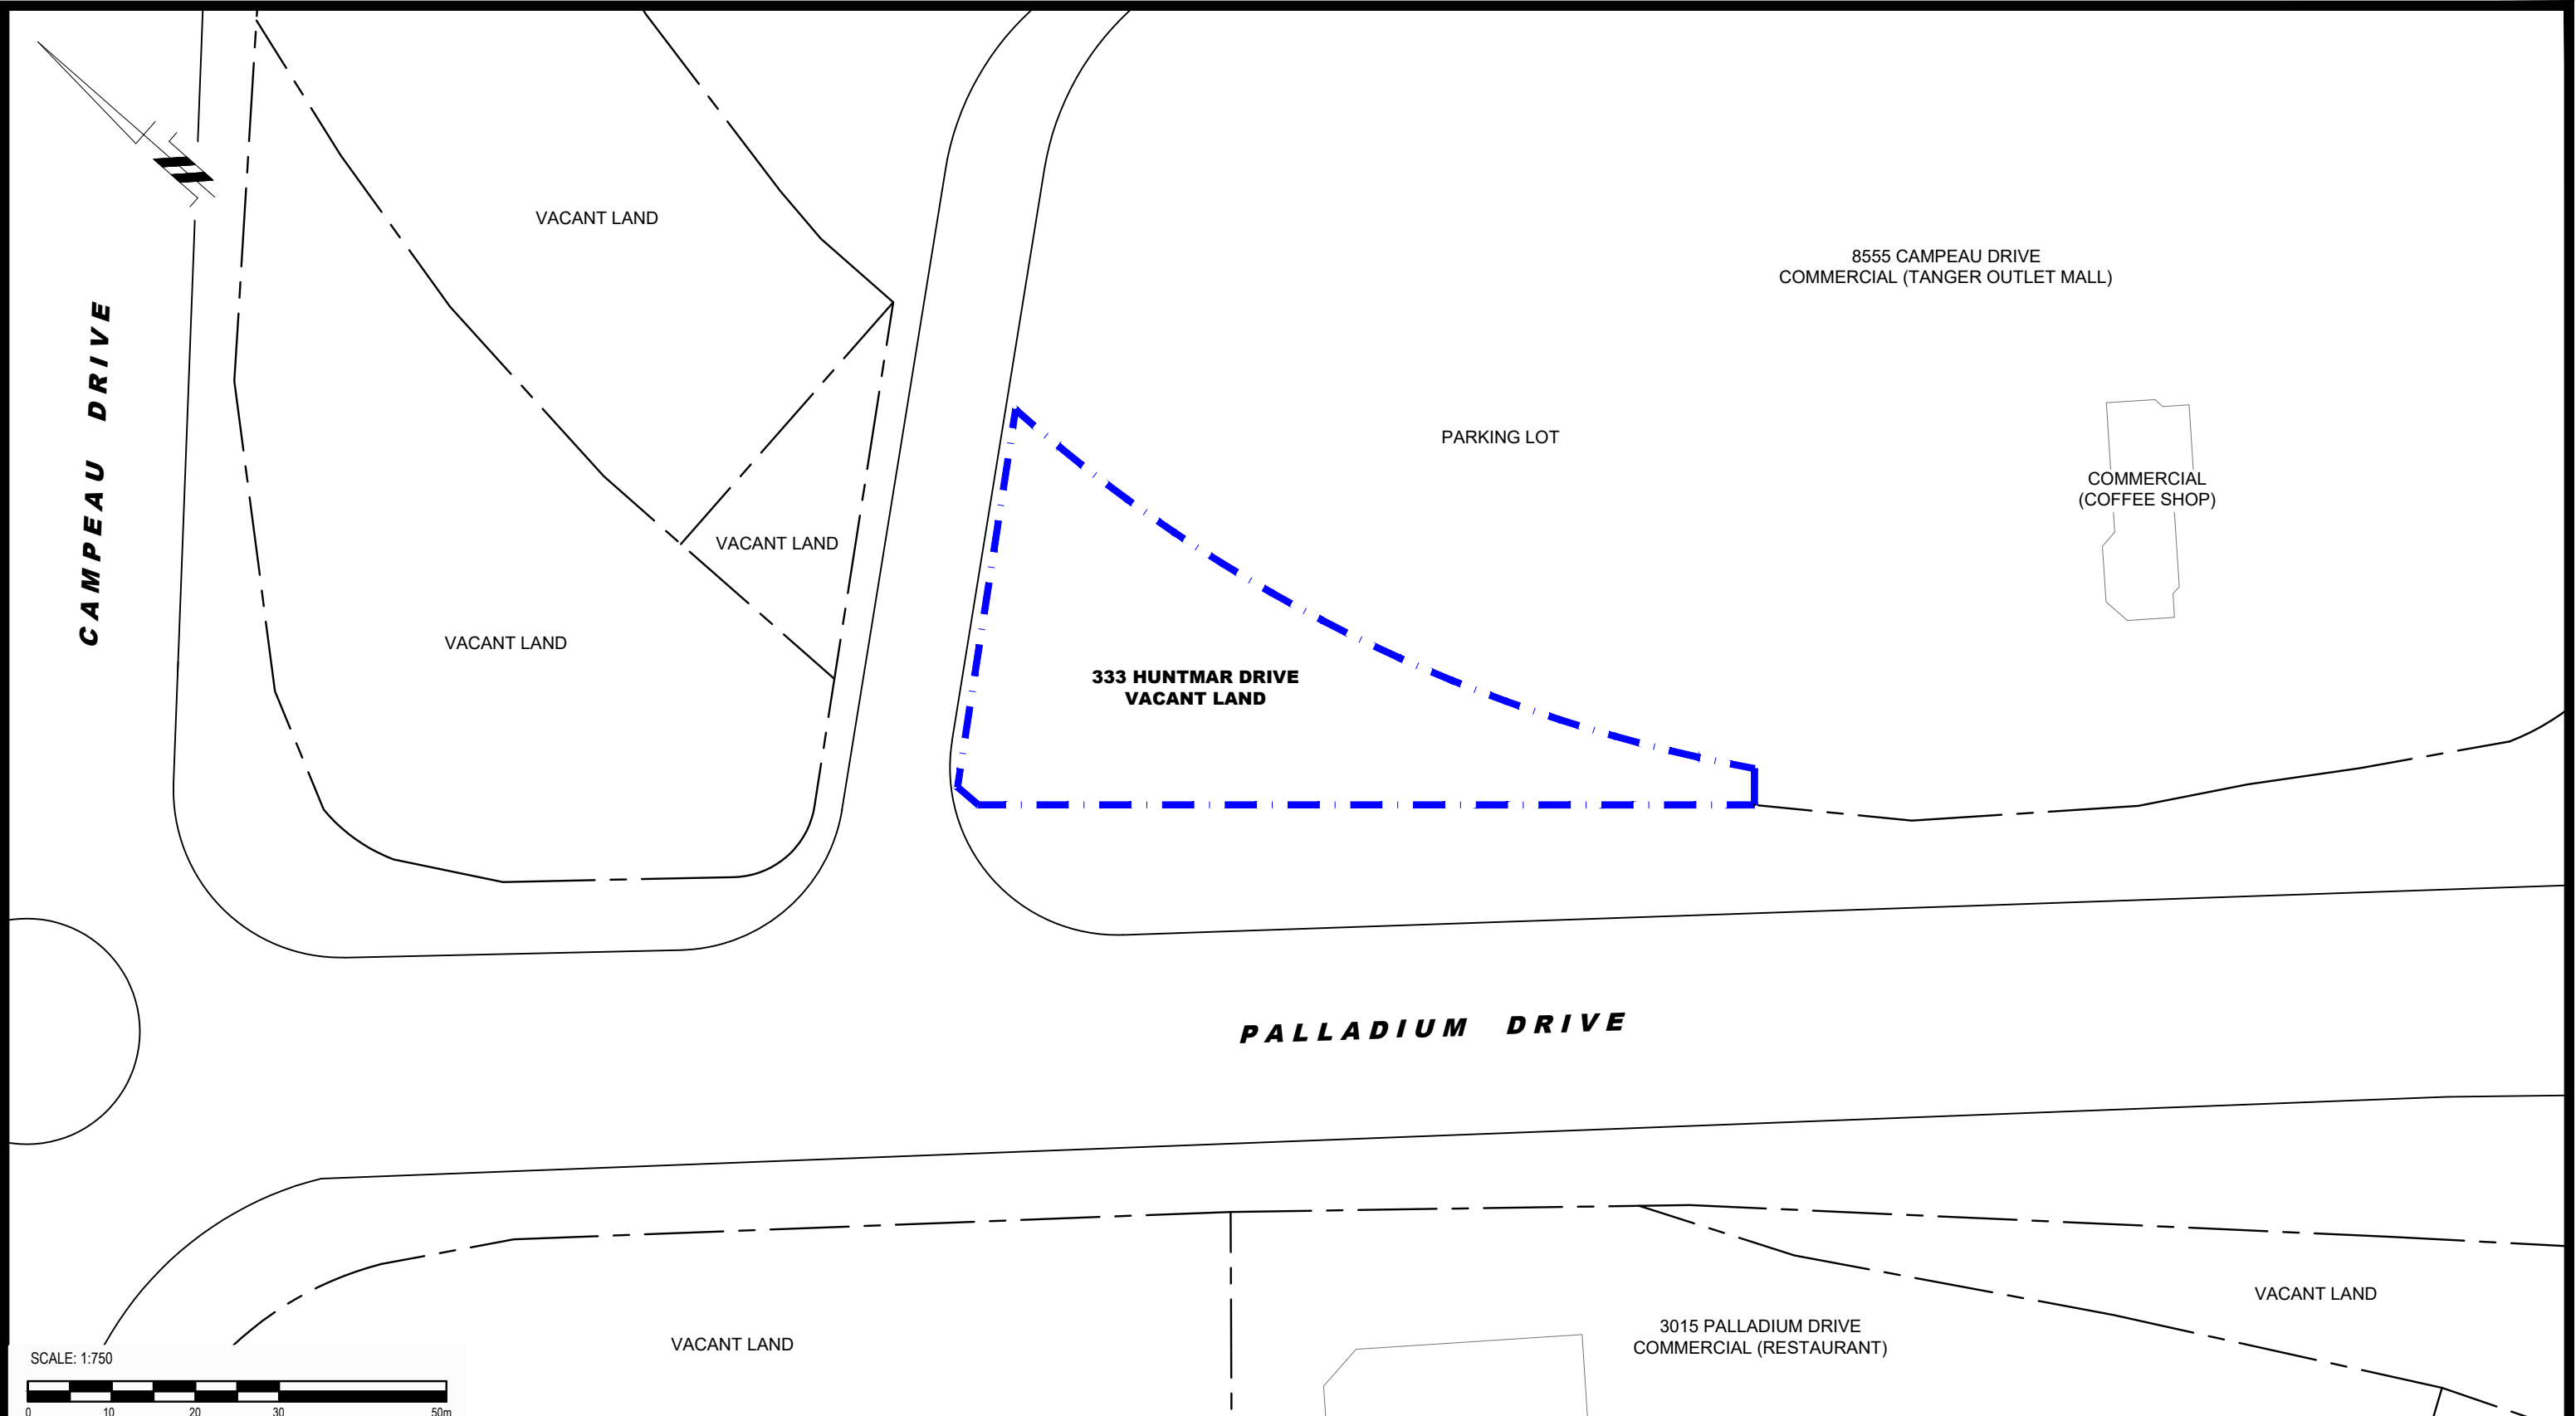 VACANT LAND
8555 CAMPEAU DRIVE
COMMERCIAL (TANGER OUTLET MALL)
CAMPEAU DRIVE
PARKING LOT
COMMERCIAL
(COFFEE SHOP)
VACANT LAND
VACANT LAND
333 HUNTMAR DRIVE
VACANT LAND
PALLADIUM DRIVE
VACANT LAND
3015 PALLADIUM DRIVE
COMMERCIAL (RESTAURANT)
VACANT LAND
SCALE: 1:750
0 10 20 30 50m